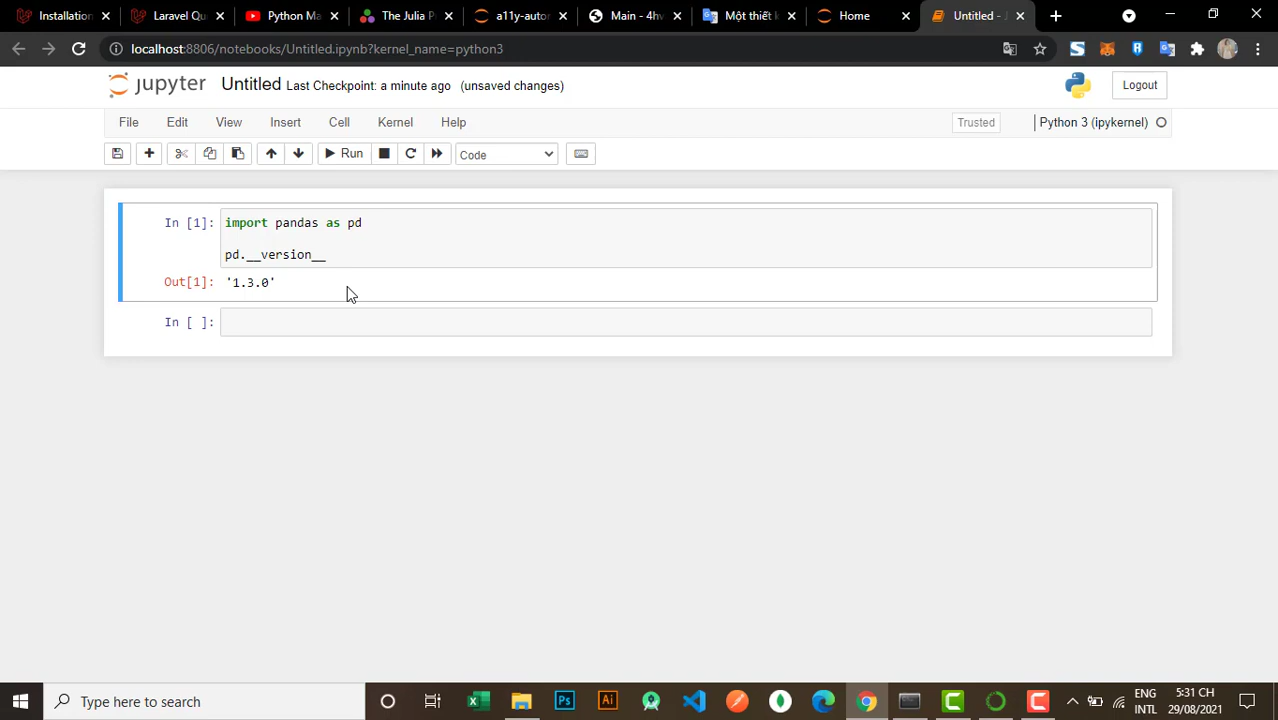 Installation
Laravel Qu
Python Ma
The Julia P
a11y-autor
Main - 4hv
Một thiết k
Home
Untitled - J
localhost:8806/notebooks/Untitled.ipynb?kernel_name=python3
jupyter Untitled Last Checkpoint: a minute ago (unsaved changes)
Logout
File Edit View Insert Cell Kernel Help
Trusted
Python 3 (ipykernel)
Run
Code
In [1]: import pandas as pd
pd.__version__
Out[1]: '1.3.0'
In [ ]:
Type here to search
Ps
Ai
ENG
INTL
5:31 CH
29/08/2021